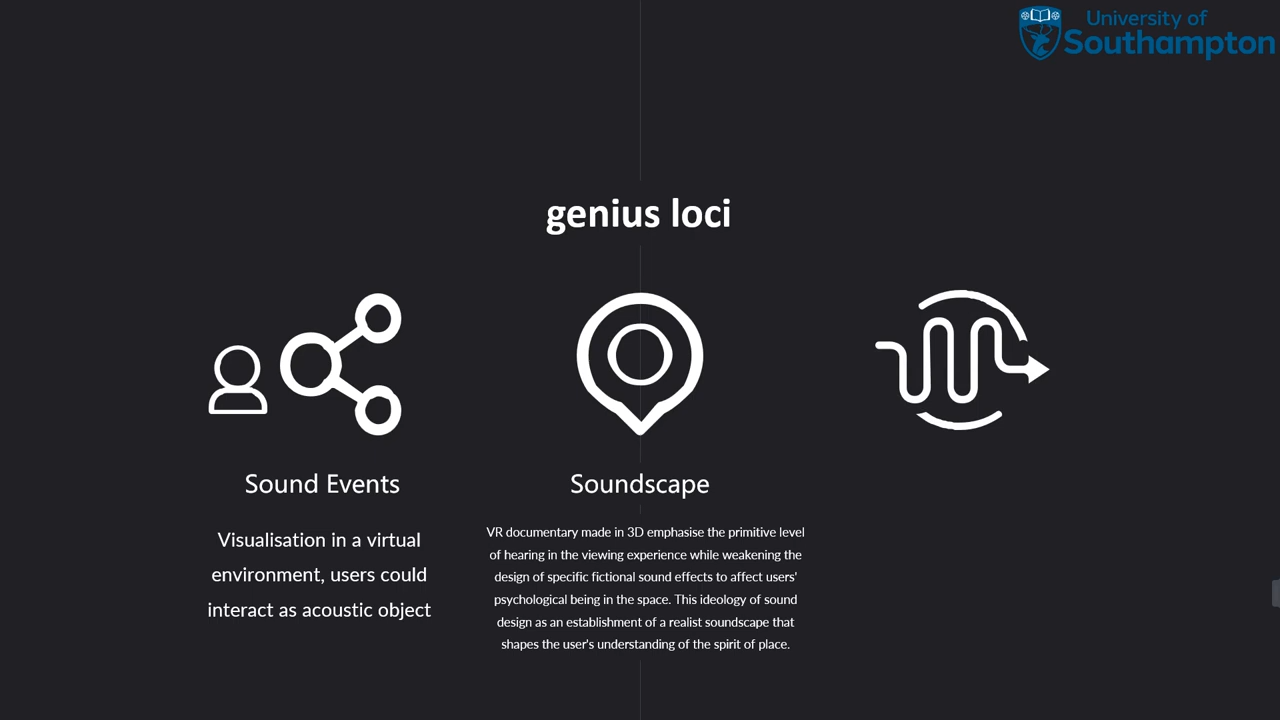 University of
Southampton
genius loci
Sound Events
Visualisation in a virtual
environment, users could
interact as acoustic object
Soundscape
VR documentary made in 3D emphasise the primitive level
of hearing in the viewing experience while weakening the
design of specific fictional sound effects to affect users'
psychological being in the space. This ideology of sound
design as an establishment of a realist soundscape that
shapes the user's understanding of the spirit of place.